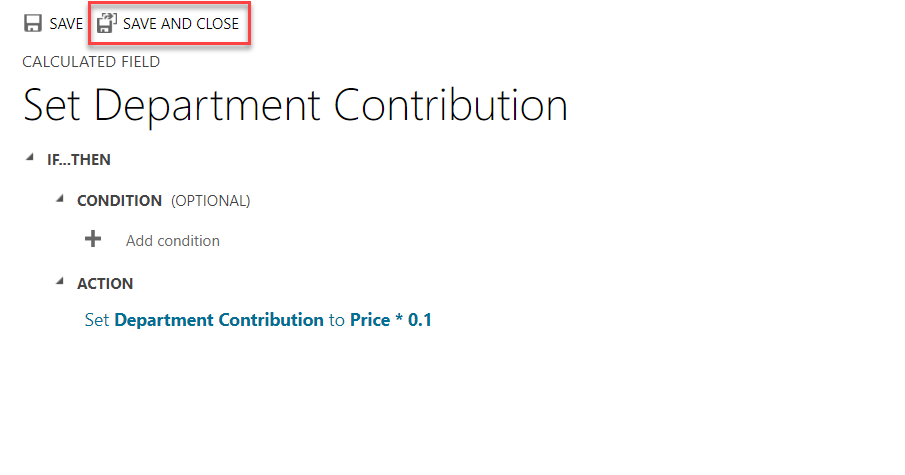 SAVE SAVE AND CLOSE
CALCULATED FIELD
Set Department Contribution
IF...THEN
CONDITION (OPTIONAL)
Add condition
ACTION
Set Department Contribution to Price * 0.1